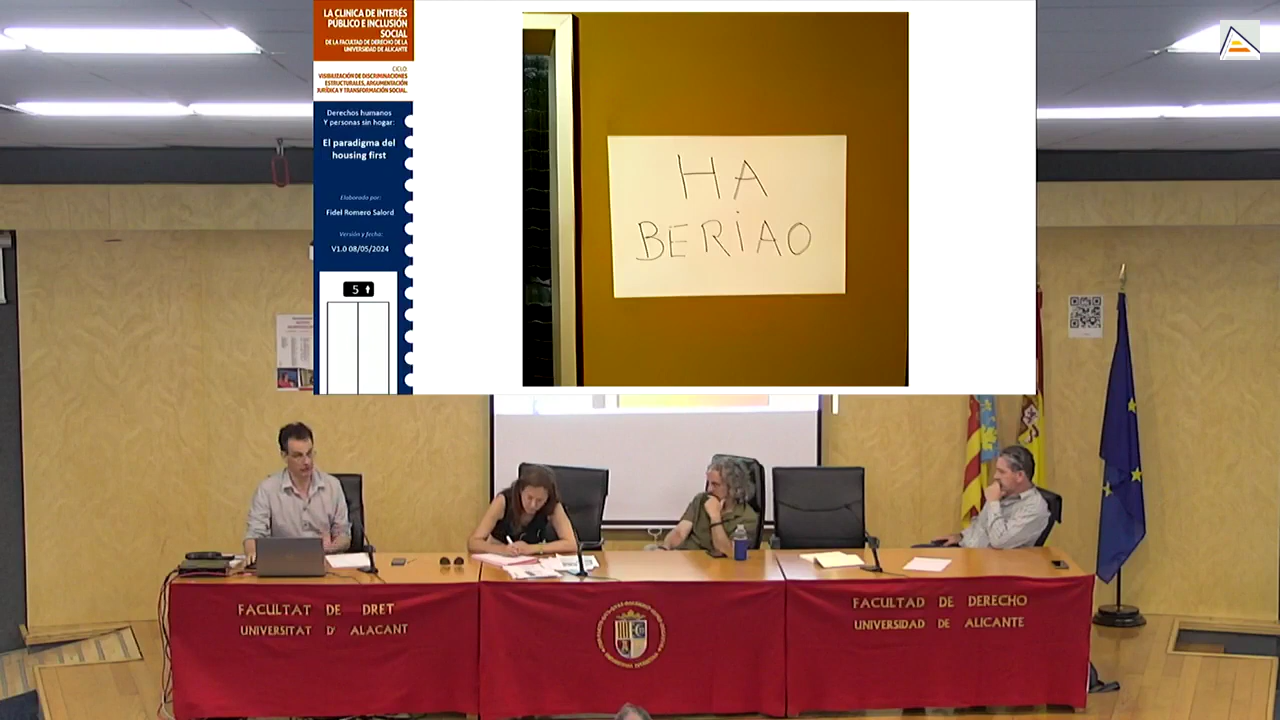 LA CLINICA DE INTERÉS
PÚBLICO E INCLUSIÓN
SOCIAL
DE LA FACULTAD DE DERECHO DE LA
UNIVERSIDAD DE ALICANTE
CICLO:
VISIBILIZACIÓN DE DISCRIMINACIONES
ESTRUCTURALES, ARGUMENTACIÓN
JURÍDICA Y TRANSFORMACIÓN SOCIAL.
Derechos humanos
Y personas sin hogar:
El paradigma del
housing first
Elaborado por:
Fidel Romero Salord
Versión y fecha:
V1.0 08/05/2024
5
HA
BERiAO
FACULTAT DE DRET
UNIVERSITAT D' ALACANT
FACULTAD DE DERECHO
UNIVERSIDAD DE ALICANTE